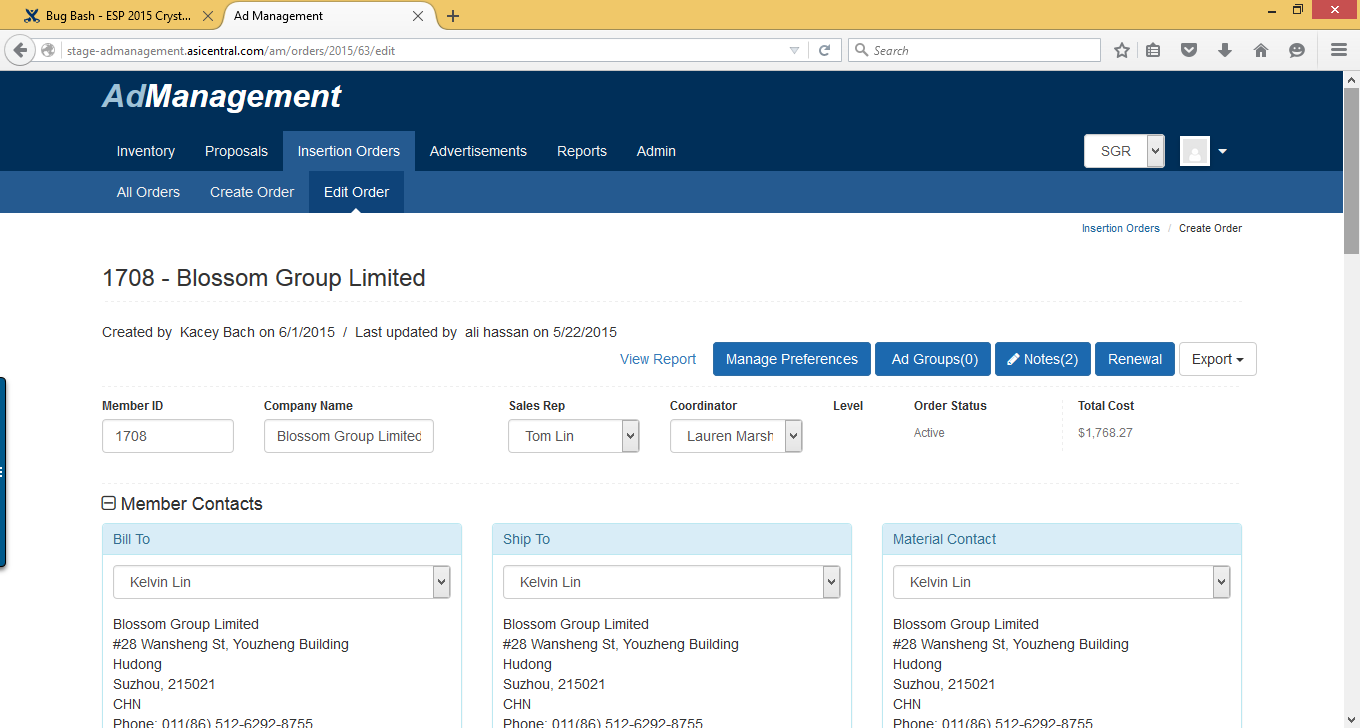 Bug Bash - ESP 2015 Cryst...
Ad Management
stage-admanagement.asicentral.com/am/orders/2015/63/edit
Search
AdManagement
Inventory Proposals Insertion Orders Advertisements Reports Admin
SGR
All Orders Create Order Edit Order
Insertion Orders / Create Order
1708 - Blossom Group Limited
Created by Kacey Bach on 6/1/2015 / Last updated by ali hassan on 5/22/2015
View Report Manage Preferences Ad Groups(0) Notes(2) Renewal Export
Member ID Company Name Sales Rep Coordinator Level Order Status Total Cost
1708 Blossom Group Limited Tom Lin Lauren Marsh Active $1,768.27
Member Contacts
Bill To
Kelvin Lin
Blossom Group Limited
#28 Wansheng St, Youzheng Building
Hudong
Suzhou, 215021
CHN
Phone: 011(86) 512-6292-8755
Ship To
Kelvin Lin
Blossom Group Limited
#28 Wansheng St, Youzheng Building
Hudong
Suzhou, 215021
CHN
Phone: 011(86) 512-6292-8755
Material Contact
Kelvin Lin
Blossom Group Limited
#28 Wansheng St, Youzheng Building
Hudong
Suzhou, 215021
CHN
Phone: 011(86) 512-6292-8755